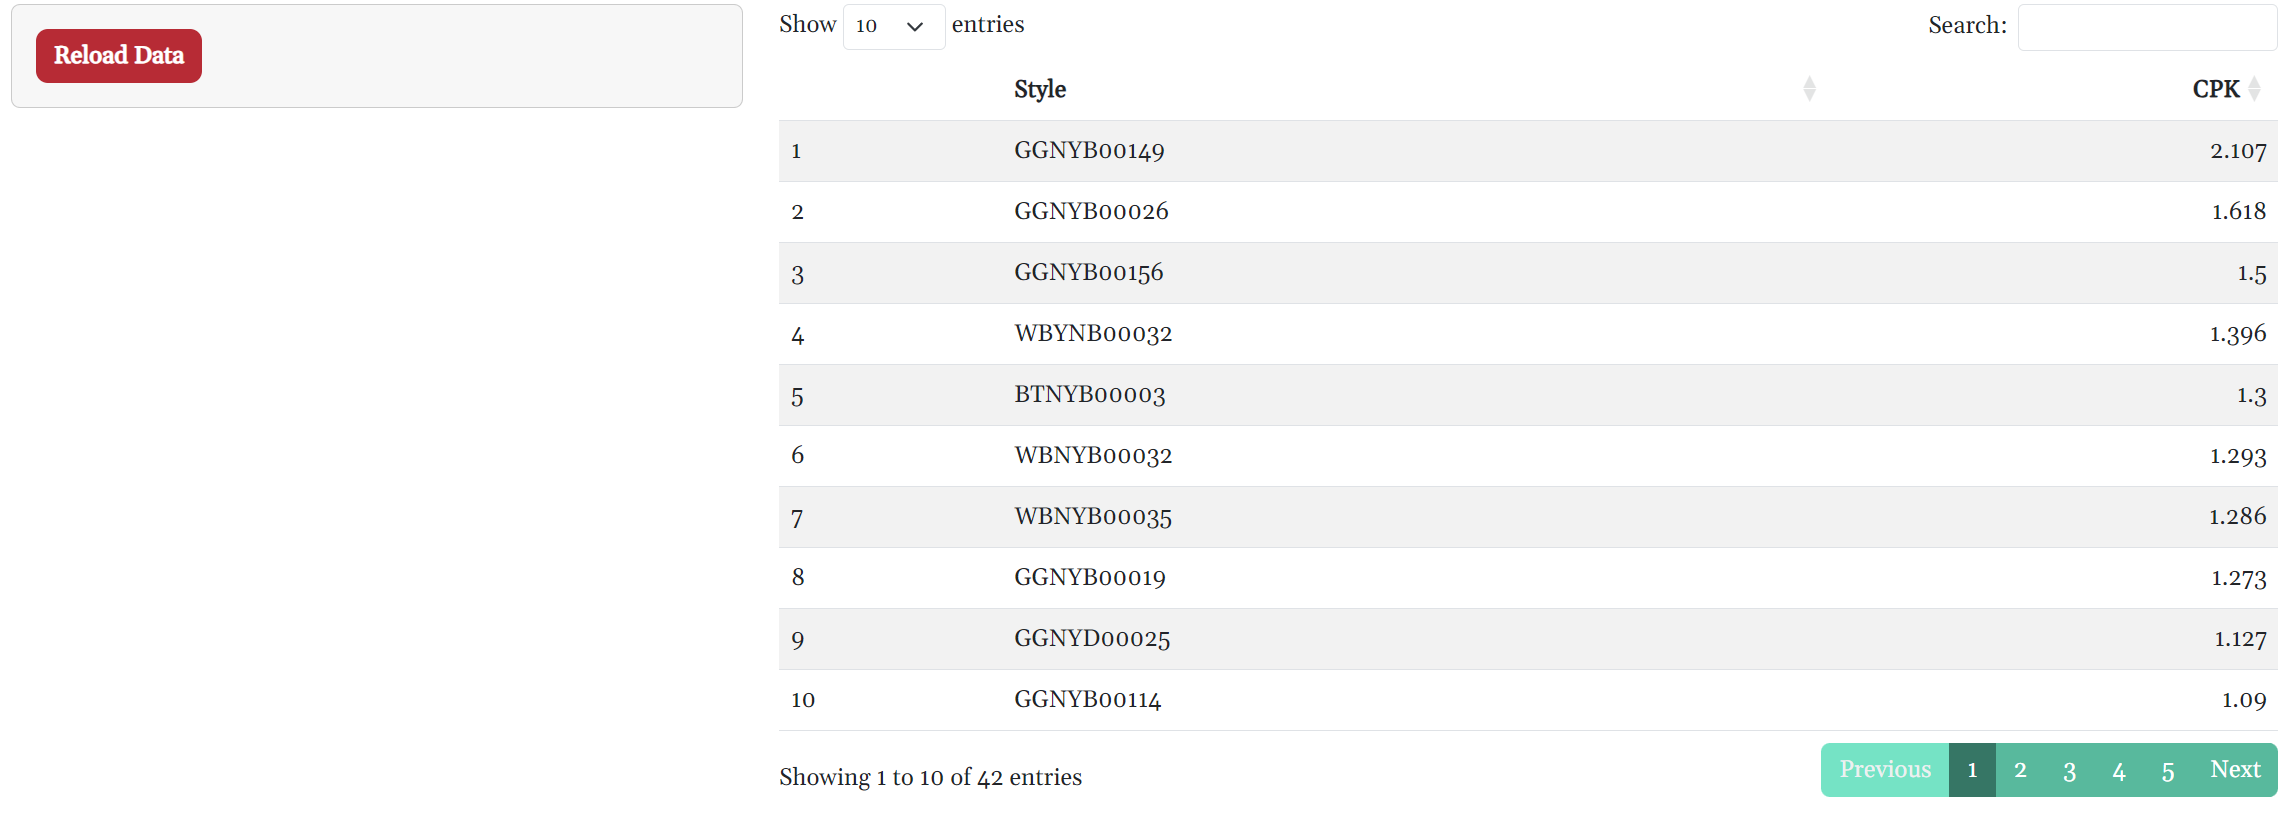 Reload Data
Show 10 entries
Search:
Style CPK
1 GGNYB00149 2.107
2 GGNYB00026 1.618
3 GGNYB00156 1.5
4 WBYNB00032 1.396
5 BTNYB00003 1.3
6 WBNYB00032 1.293
7 WBNYB00035 1.286
8 GGNYB00019 1.273
9 GGNYD00025 1.127
10 GGNYB00114 1.09
Showing 1 to 10 of 42 entries
Previous 1 2 3 4 5 Next